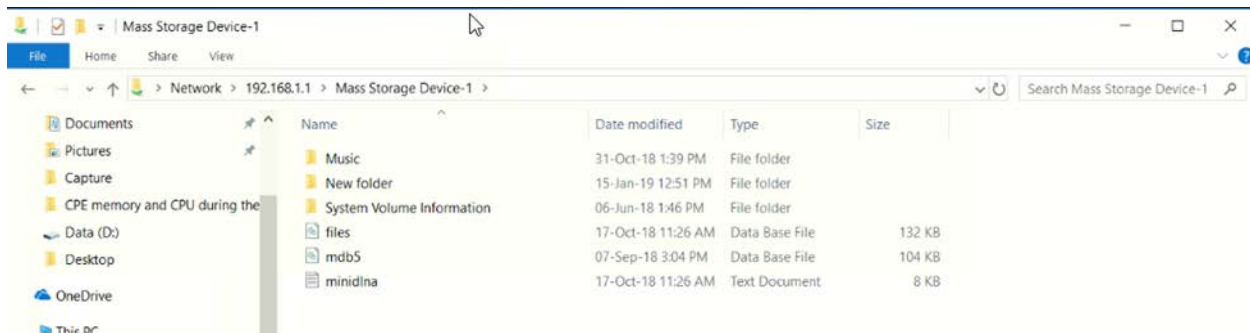 Mass Storage Device-1
File Home Share View
Network > 192.168.1.1 > Mass Storage Device-1 > Search Mass Storage Device-1
Documents
Pictures
Capture
CPE memory and CPU during the
Data (D:)
Desktop
OneDrive
This PC
Name Date modified Type Size
Music 31-Oct-18 1:39 PM File folder
New folder 15-Jan-19 12:51 PM File folder
System Volume Information 06-Jun-18 1:46 PM File folder
files 17-Oct-18 11:26 AM Data Base File 132 KB
mdb5 07-Sep-18 3:04 PM Data Base File 104 KB
minidlna 17-Oct-18 11:26 AM Text Document 8 KB